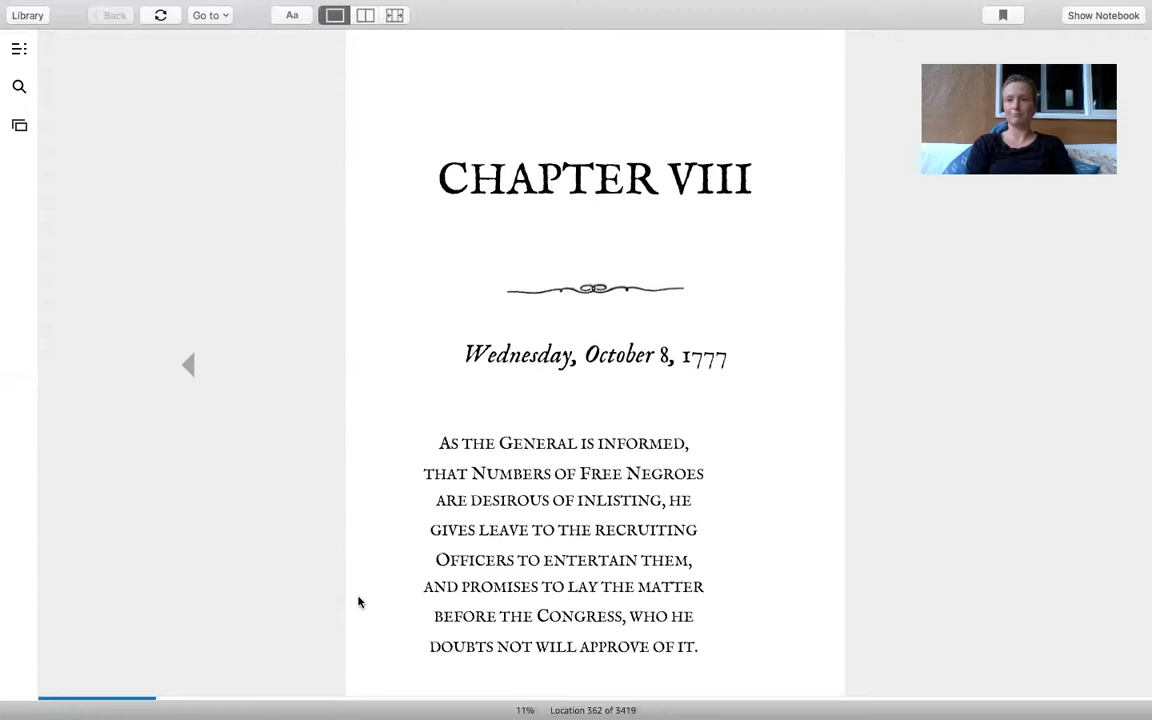 Library
Back
Go to
Aa
Show Notebook
CHAPTER VIII
Wednesday, October 8, 1777
AS THE GENERAL IS INFORMED,
THAT NUMBERS OF FREE NEGROES
ARE DESIROUS OF INLISTING, HE
GIVES LEAVE TO THE RECRUITING
OFFICERS TO ENTERTAIN THEM,
AND PROMISES TO LAY THE MATTER
BEFORE THE CONGRESS, WHO HE
DOUBTS NOT WILL APPROVE OF IT.
11% Location 362 of 3419